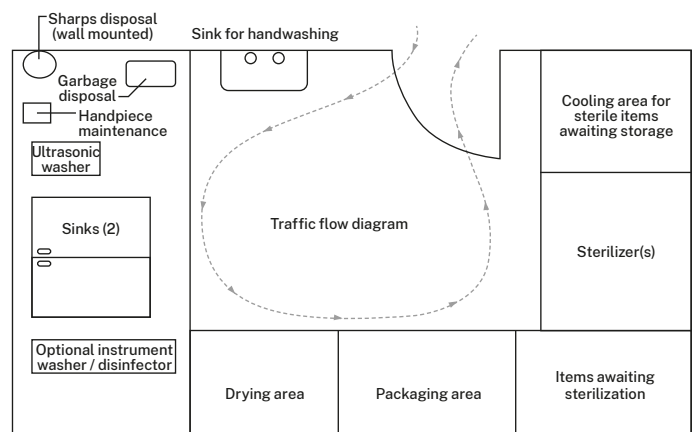 Sharps disposal
(wall mounted)
Sink for handwashing
Garbage
disposal
Handpiece
maintenance
Ultrasonic
washer
Cooling area for
sterile items
awaiting storage
Sinks (2)
Traffic flow diagram
Sterilizer(s)
Optional instrument
washer / disinfector
Drying area
Packaging area
Items awaiting
sterilization